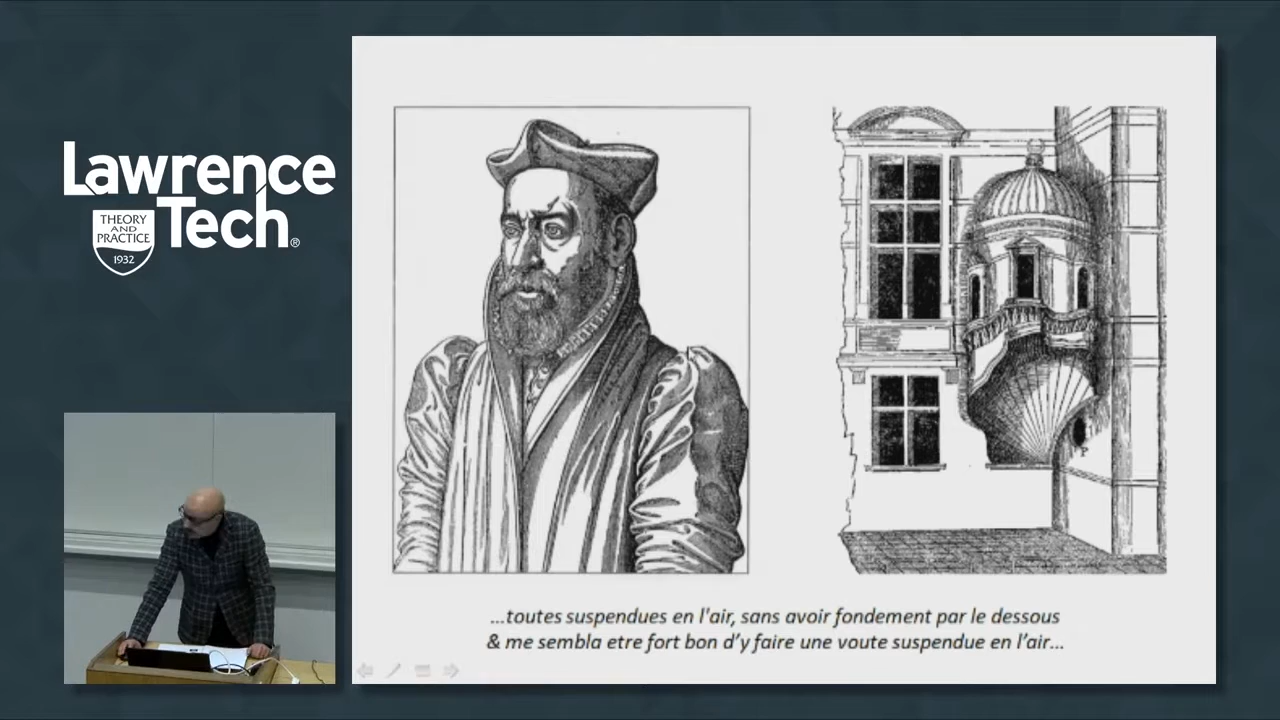 Lawrence
Tech®
THEORY
AND
PRACTICE
1932
...toutes suspendues en l'air, sans avoir fondement par le dessous
& me sembla etre fort bon d'y faire une voute suspendue en l'air...